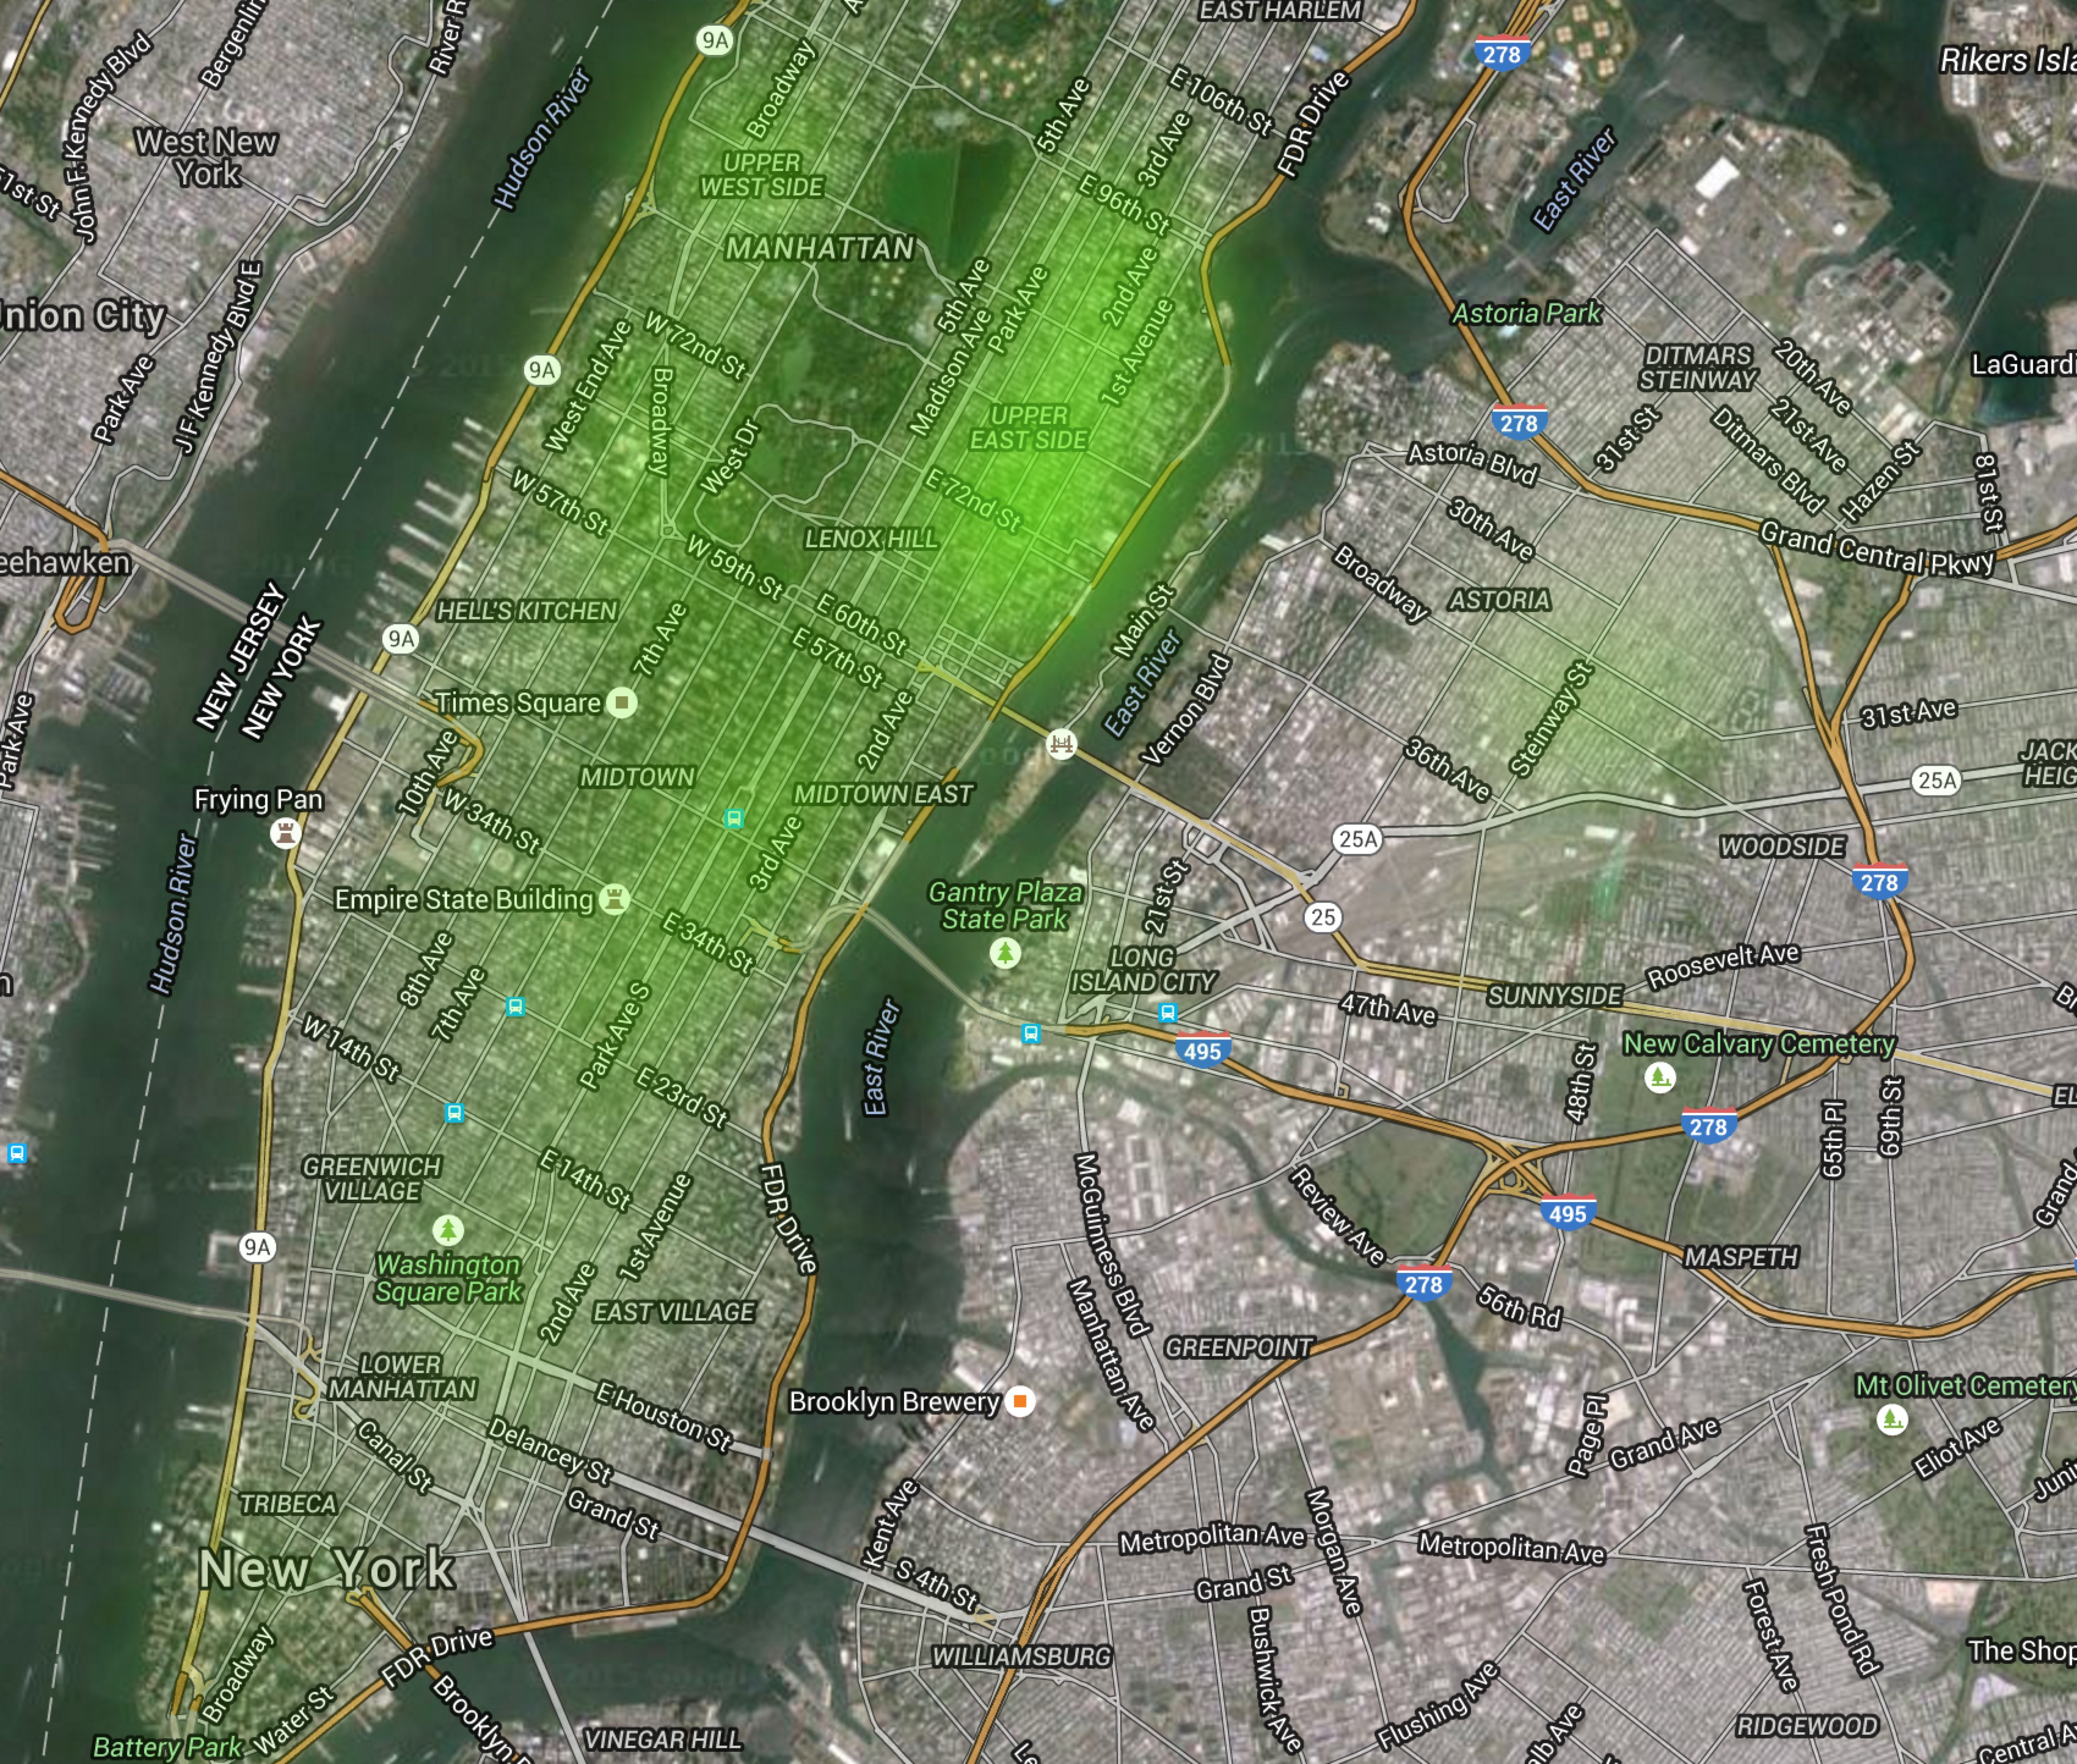 EAST HARLEM
9A
278
Rikers Isla
Bergenlin
River R
John F. Kennedy Blvd
Broadway
Hudson River
5th Ave
E 106th St
FDR Drive
3rd Ave
East River
West New
York
51st St
UPPER
WEST SIDE
E 96th St
MANHATTAN
2nd Ave
5th Ave
Park Ave
Union City
J F Kennedy Blvd E
Astoria Park
DITMARS
STEINWAY
20th Ave
LaGuardi
W 72nd St
West End Ave
9A
Park Ave
Madison Ave
1st Avenue
Broadway
West Dr
UPPER
EAST SIDE
278
31st St
21st Ave
Ditmars Blvd
Hazen St
81st St
Astoria Blvd
30th Ave
E 72nd St
W 57th St
LENOX HILL
Grand Central Pkwy
eehawken
W 59th St
Broadway
ASTORIA
HELL'S KITCHEN
E 60th St
Main St
9A
NEW JERSEY
NEW YORK
7th Ave
E 57th St
East River
Vernon Blvd
Times Square
2nd Ave
Steinway St
31st Ave
Park Ave
10th Ave
MIDTOWN
MIDTOWN EAST
36th Ave
25A
JACK
HEIG
Frying Pan
W 34th St
3rd Ave
25A
WOODSIDE
278
Empire State Building
Gantry Plaza
State Park
21st St
25
Hudson River
E 34th St
8th Ave
7th Ave
LONG
ISLAND CITY
Roosevelt Ave
SUNNYSIDE
47th Ave
Park Ave S
East River
W 14th St
495
New Calvary Cemetery
48th St
E 23rd St
278
65th Pl
69th St
EL
GREENWICH
VILLAGE
E 14th St
1st Avenue
FDR Drive
McGuinness Blvd
Review Ave
495
Grand
9A
Washington
Square Park
2nd Ave
EAST VILLAGE
Manhattan Ave
278
56th Rd
MASPETH
GREENPOINT
LOWER
MANHATTAN
E Houston St
Brooklyn Brewery
Mt Olivet Cemetery
Page Pl
Grand Ave
Eliot Ave
Canal St
Delancey St
Kent Ave
Morgan Ave
Juni
TRIBECA
Grand St
Metropolitan Ave
Metropolitan Ave
Fresh Pond Rd
New York
S 4th St
Grand St
Forest Ave
Broadway
FDR Drive
WILLIAMSBURG
Bushwick Ave
The Shop
Water St
Brooklyn
Flushing Ave
Battery Park
VINEGAR HILL
RIDGEWOOD
Central Av